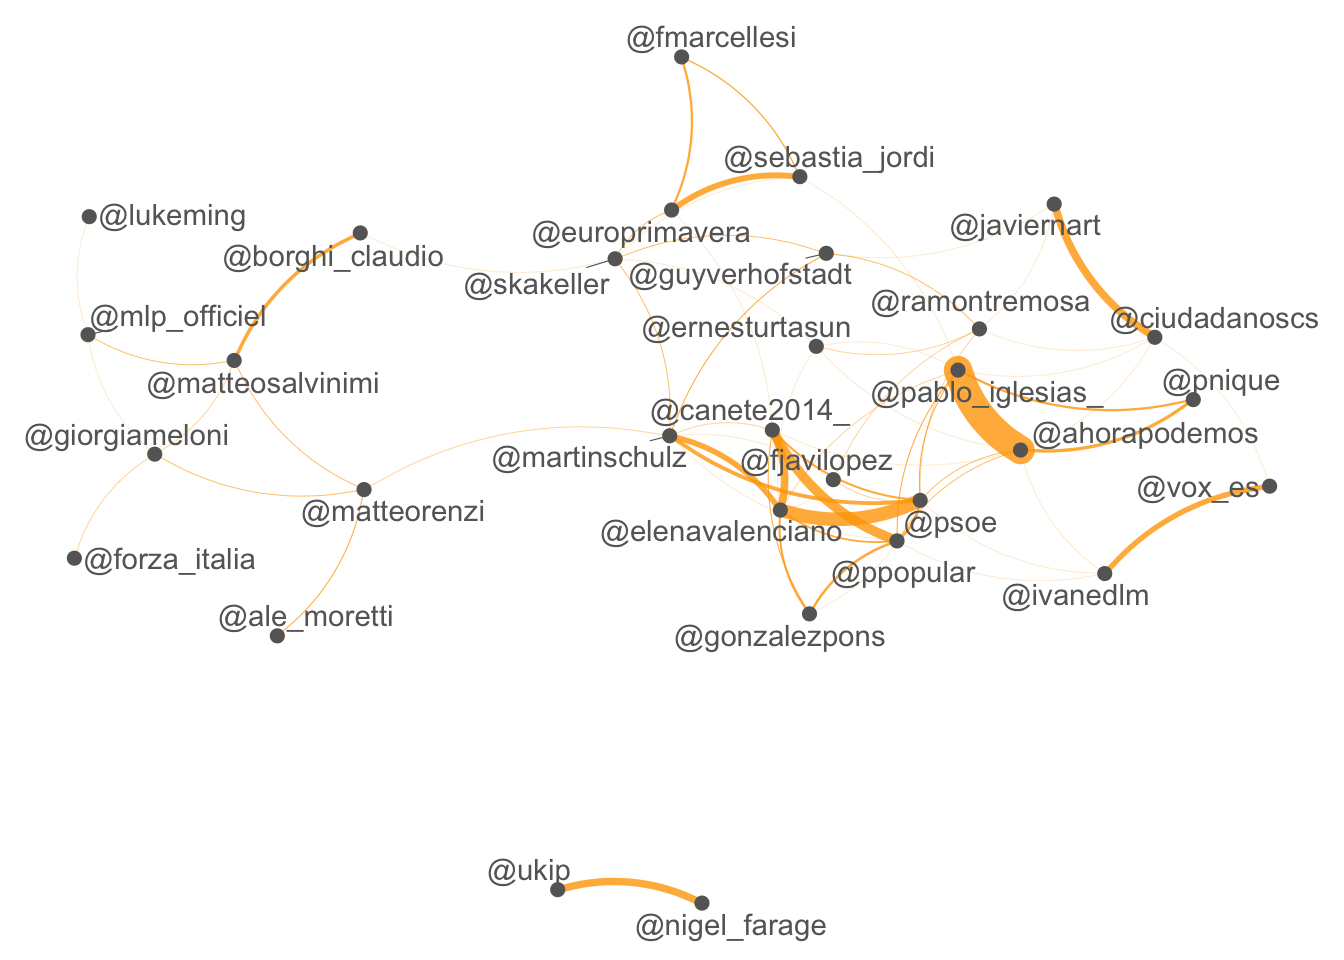 @fmarcellesi
@sebastia_jordi
@lukeming
@javiernart
@europrimavera
@borghi_claudio
@guyverhofstadt
@skakeller
@ramontremosa
@mlp_officiel
@ciudadanoscs
@ernesturtasun
@matteosalvinimi
@pnique
@pablo_iglesias_
@canete2014_
@giorgiameloni
@ahorapodemos
@martinschulz
@fjavilopez
@vox_es
@matteorenzi
@psoe
@elenavalenciano
@forza_italia
@ppopular
@ivanedlm
@ale_moretti
@gonzalezpons
@ukip
@nigel_farage